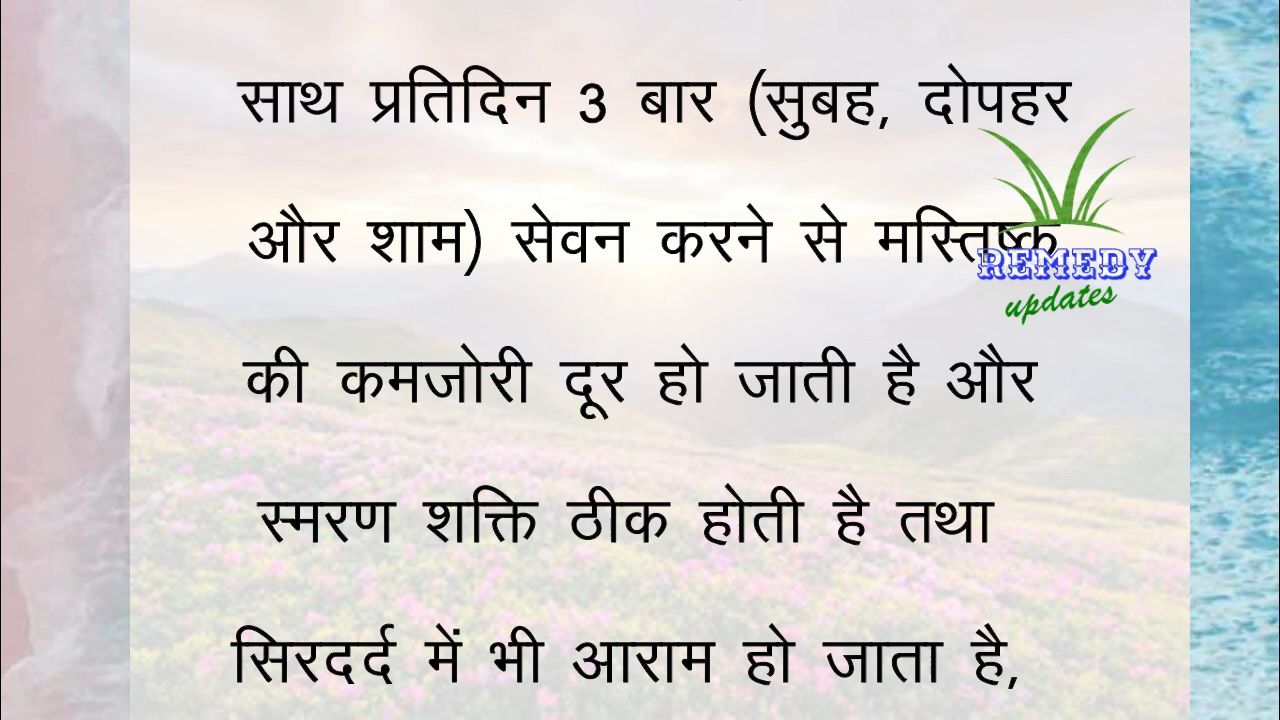 साथ प्रतिदिन 3 बार (सुबह, दोपहर
और शाम) सेवन करने से मस्तिष्क
REMEDY
updates
की कमजोरी दूर हो जाती है और
स्मरण शक्ति ठीक होती है तथा
सिरदर्द में भी आराम हो जाता है,